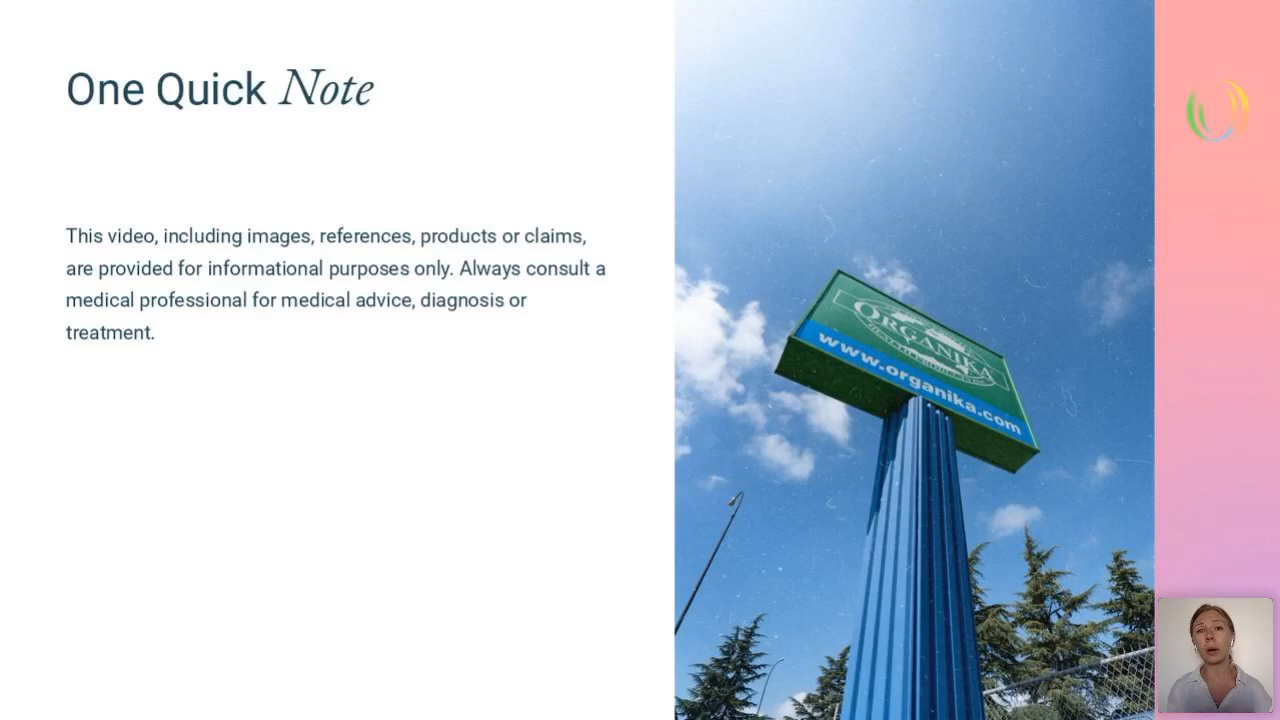 One Quick Note
This video, including images, references, products or claims,
are provided for informational purposes only. Always consult a
medical professional for medical advice, diagnosis or
treatment.
ORGANIKA
www.organika.com